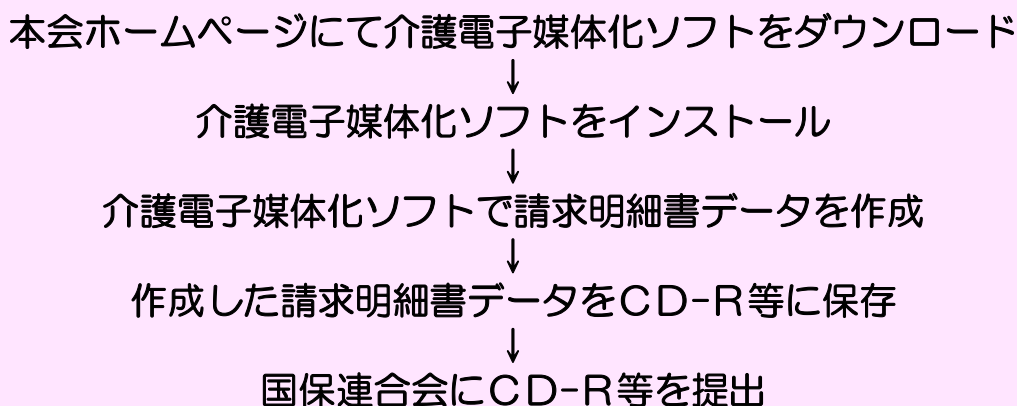 本会ホームページにて介護電子媒体化ソフトをダウンロード
↓
介護電子媒体化ソフトをインストール
↓
介護電子媒体化ソフトで請求明細書データを作成
↓
作成した請求明細書データをCD-R等に保存
↓
国保連合会にCD-R等を提出